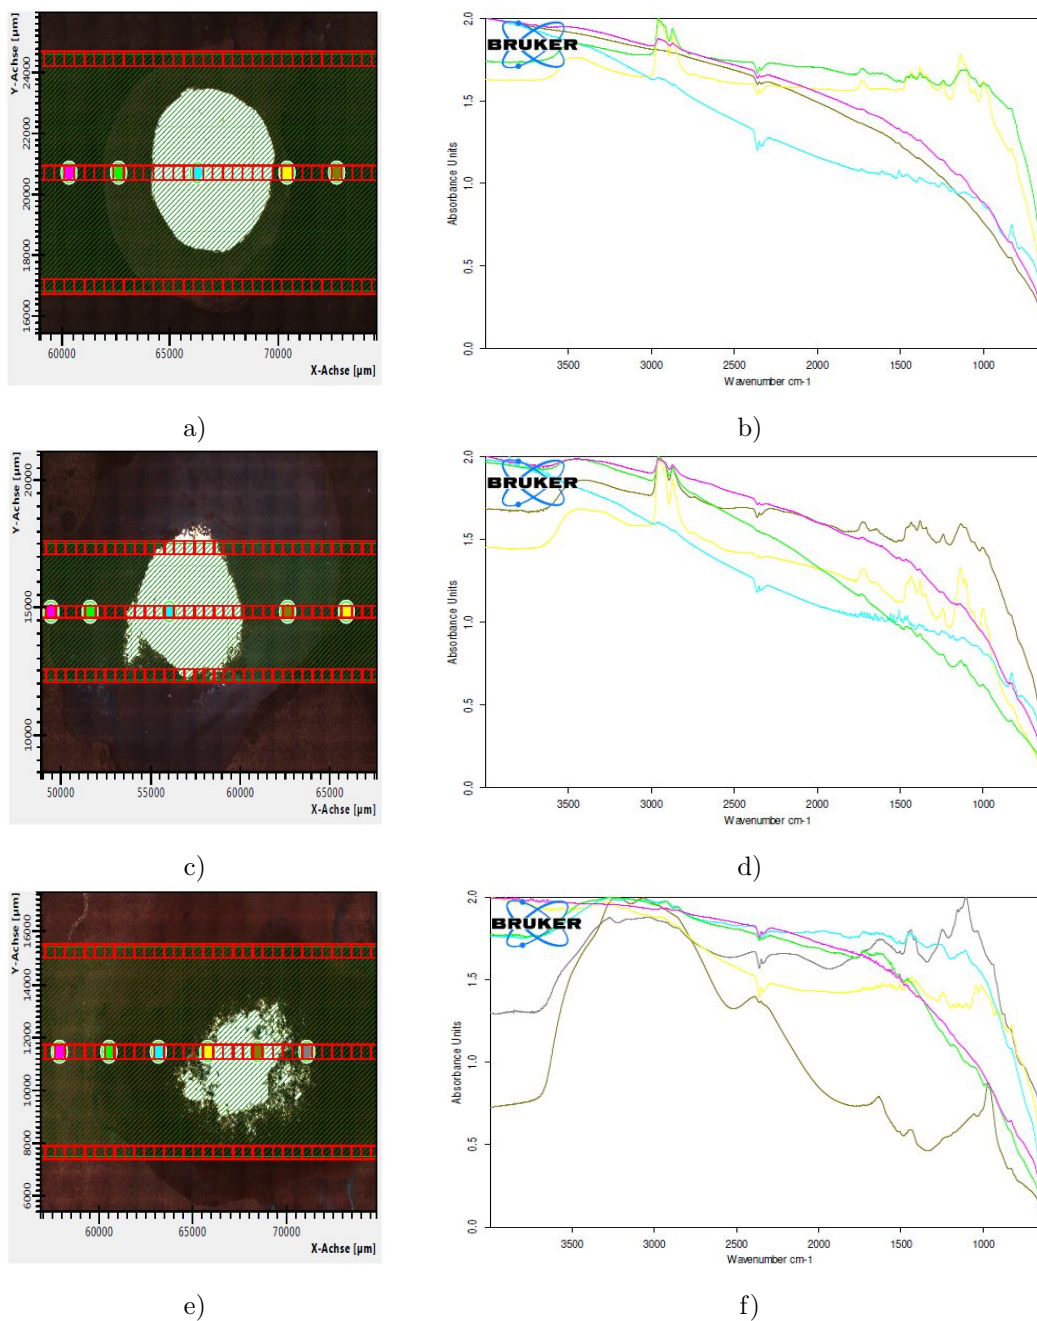 Y-Achse [µm]
24000
22000
20000
18000
16000
60000
65000
70000
X-Achse [µm]
a)
BRUKER
Absorbance Units
2.0
1.5
1.0
0.5
0.0
3500
3000
2500
2000
1500
1000
Wavenumber cm-1
b)
Y-Achse [µm]
20000
15000
10000
50000
55000
60000
65000
X-Achse [µm]
c)
BRUKER
Absorbance Units
2.0
1.5
1.0
0.5
0.0
3500
3000
2500
2000
1500
1000
Wavenumber cm-1
d)
Y-Achse [µm]
16000
14000
12000
10000
8000
6000
60000
65000
70000
X-Achse [µm]
e)
BRUKER
Absorbance Units
2.0
1.5
1.0
0.5
0.0
3500
3000
2500
2000
1500
1000
Wavenumber cm-1
f)